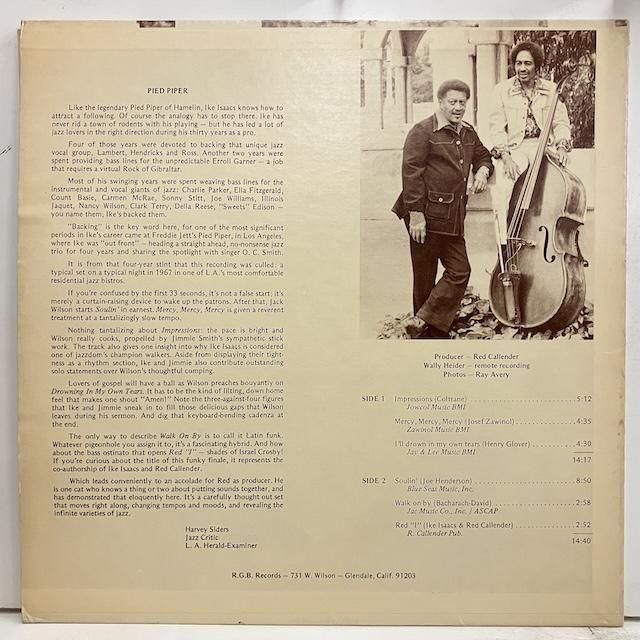 PIED PIPER
Like the legendary Pied Piper of Hamelin, Ike Isaacs knows how to
attract a following. Of course the analogy has to stop there. Ike has
never rid a town of rodents with his playing — but he has led a lot of
jazz lovers in the right direction during his thirty years as a pro.
Four of those years were devoted to backing that unique jazz
vocal group, Lambert, Hendricks and Ross. Another two years were
spent providing bass lines for the unpredictable Erroll Garner — a job
that requires a virtual Rock of Gibraltar.
Most of his swinging years were spent weaving bass lines for the
instrumental and vocal giants of jazz: Charlie Parker, Ella Fitzgerald,
Count Basie, Carmen McRae, Sonny Stitt, Joe Williams, Illinois
Jaquet, Nancy Wilson, Clark Terry, Della Reese, "Sweets" Edison —
you name them, Ike's backed them.
"Backing" is the key word here, for one of the most significant
periods in Ike's career came at Freddie Jett's Pied Piper, in Los Angeles,
where Ike was "out front" — heading a straight ahead, no-nonsense jazz
trio for four years and sharing the spotlight with singer O. C. Smith.
It is from that four-year stint that this recording was culled: a
typical set on a typical night in 1967 in one of L.A.'s most comfortable
residential jazz bistros.
If you're confused by the first 33 seconds, it's not a false start; it's
merely a curtain-raising device to wake up the patrons. After that, Jack
Wilson starts Soulin' in earnest. Mercy, Mercy, Mercy is given a reverent
treatment at a tantalizingly slow tempo.
Nothing tantalizing about Impressions: the pace is bright and
Wilson really cooks, propelled by Jimmie Smith's sympathetic stick
work. The track also gives one insight into why Ike Isaacs is considered
one of jazzdom's champion walkers. Aside from displaying their tight-
ness as a rhythm section, Ike and Jimmie also contribute outstanding
solo statements over Wilson's thoughtful comping.
Lovers of gospel will have a ball as Wilson preaches bouyantly on
Drowning In My Own Tears. It has to be the kind of lilting, down home
feel that makes one shout "Amen!" Note the three-against-four figures
that Ike and Jimmie sneak in to fill those delicious gaps that Wilson
leaves during his sermon. And dig that keyboard-bending cadenza at
the end.
The only way to describe Walk On By is to call it Latin funk.
Whatever pigeonhole you assign it to, it's a fascinating hybrid. And how
about the bass ostinato that opens Red "I" — shades of Israel Crosby!
If you're curious about the title of this funky finale, it represents the
co-authorship of Ike Isaacs and Red Callender.
Which leads conveniently to an accolade for Red as producer. He
is one cat who knows a thing or two about putting sounds together, and
has demonstrated that eloquently here. It's a carefully thought out set
that moves right along, changing tempos and moods, and revealing the
infinite varieties of jazz.
Harvey Siders
Jazz Critic
L. A. Herald-Examiner
Producer — Red Callender
Wally Heider — remote recording
Photos — Ray Avery
SIDE 1 Impressions (Coltrane) 5:12
Jowcol Music BMI
Mercy, Mercy, Mercy (Josef Zawinol) 4:35
Zawinol Music BMI
I'll drown in my own tears (Henry Glover) 4:30
Jay & Lee Music BMI
14:17
SIDE 2 Soulin' (Joe Henderson) 8:50
Blue Seas Music, Inc.
Walk on by (Bacharach-David) 2:58
Jac Music Co., Inc. / ASCAP
Red "I" (Ike Isaacs & Red Callender) 2:52
R. Callender Pub.
14:40
R.G.B. Records — 731 W. Wilson — Glendale, Calif. 91203